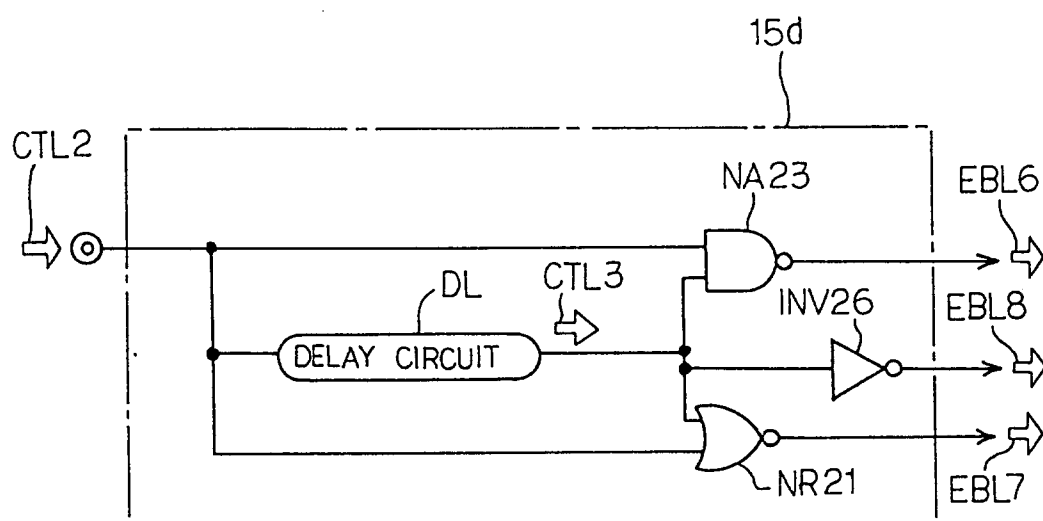 15d
CTL2
NA23
EBL6
DL
CTL3
INV26
EBL8
DELAY CIRCUIT
NR21
EBL7